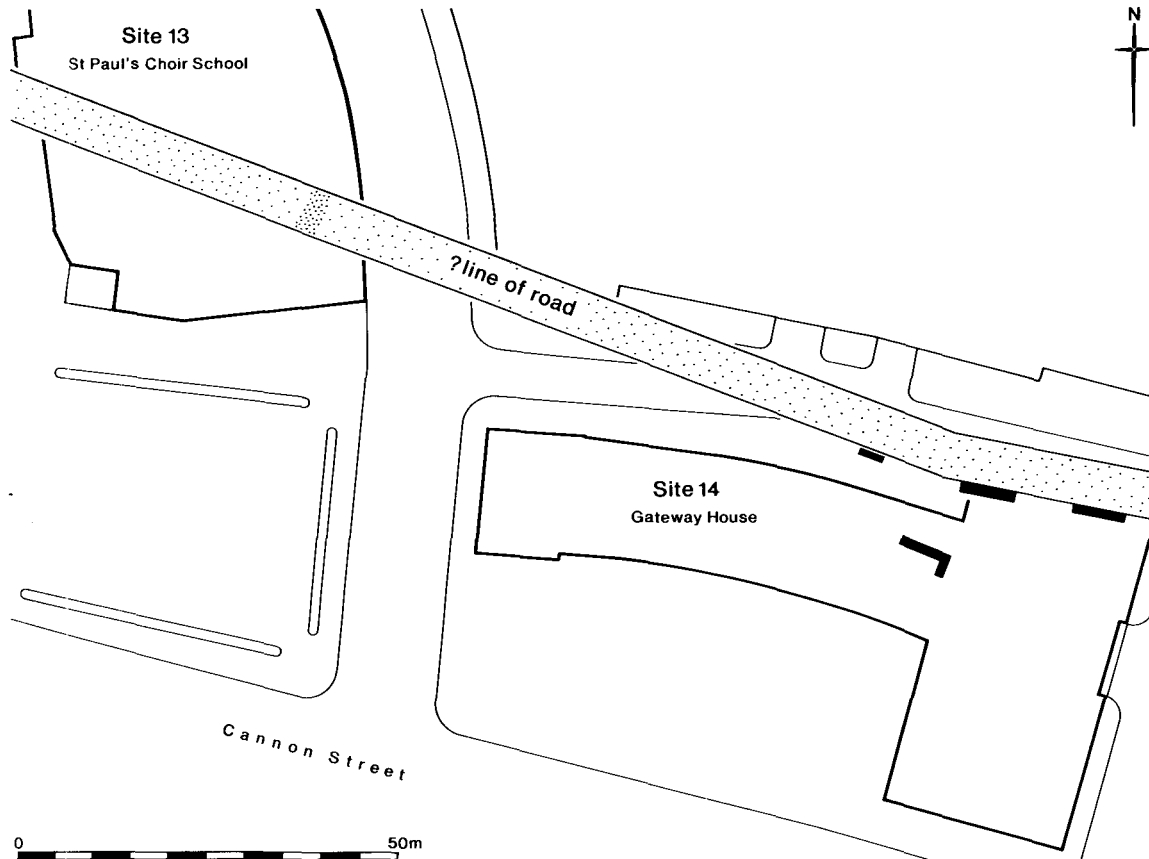 N
Site 13
St Paul's Choir School
?line of road
Site 14
Gateway House
Cannon Street
0 50m